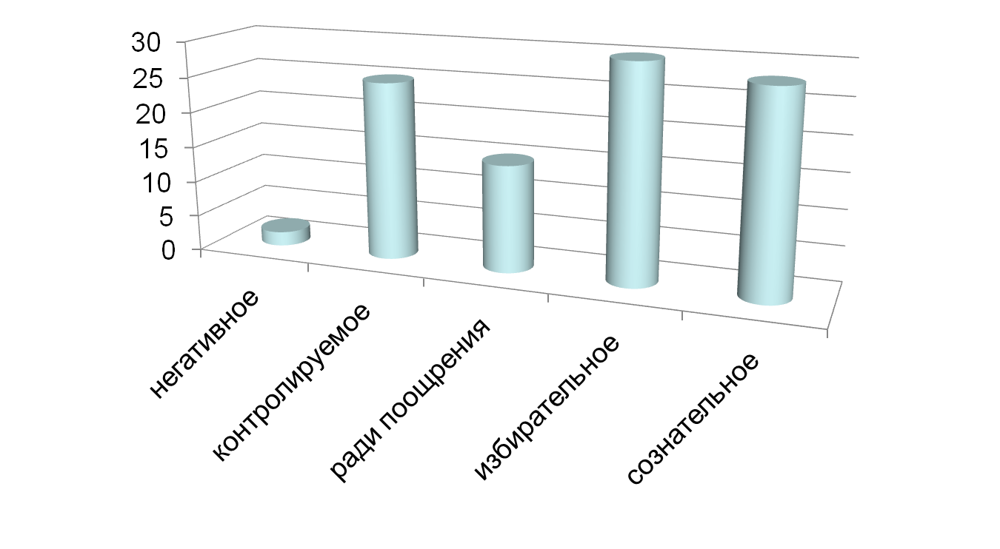 30
25
20
15
10
5
0
негативное
контролируемое
ради поощрения
избирательное
сознательное